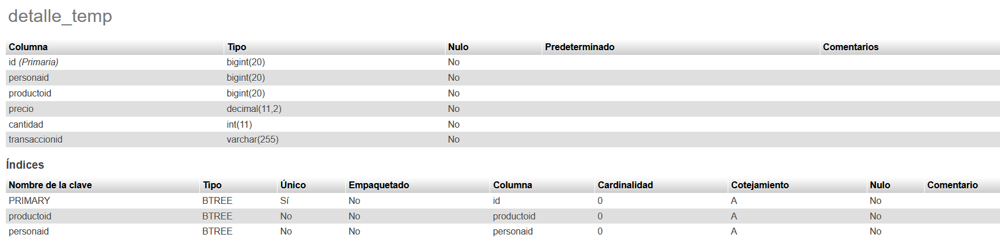 detalle_temp
Columna Tipo Nulo Predeterminado Comentarios
id (Primaria) bigint(20) No
personaid bigint(20) No
productoid bigint(20) No
precio decimal(11,2) No
cantidad int(11) No
transaccionid varchar(255) No
Índices
Nombre de la clave Tipo Único Empaquetado Columna Cardinalidad Cotejamiento Nulo Comentario
PRIMARY BTREE Sí No id 0 A No
productoid BTREE No No productoid 0 A No
personaid BTREE No No personaid 0 A No